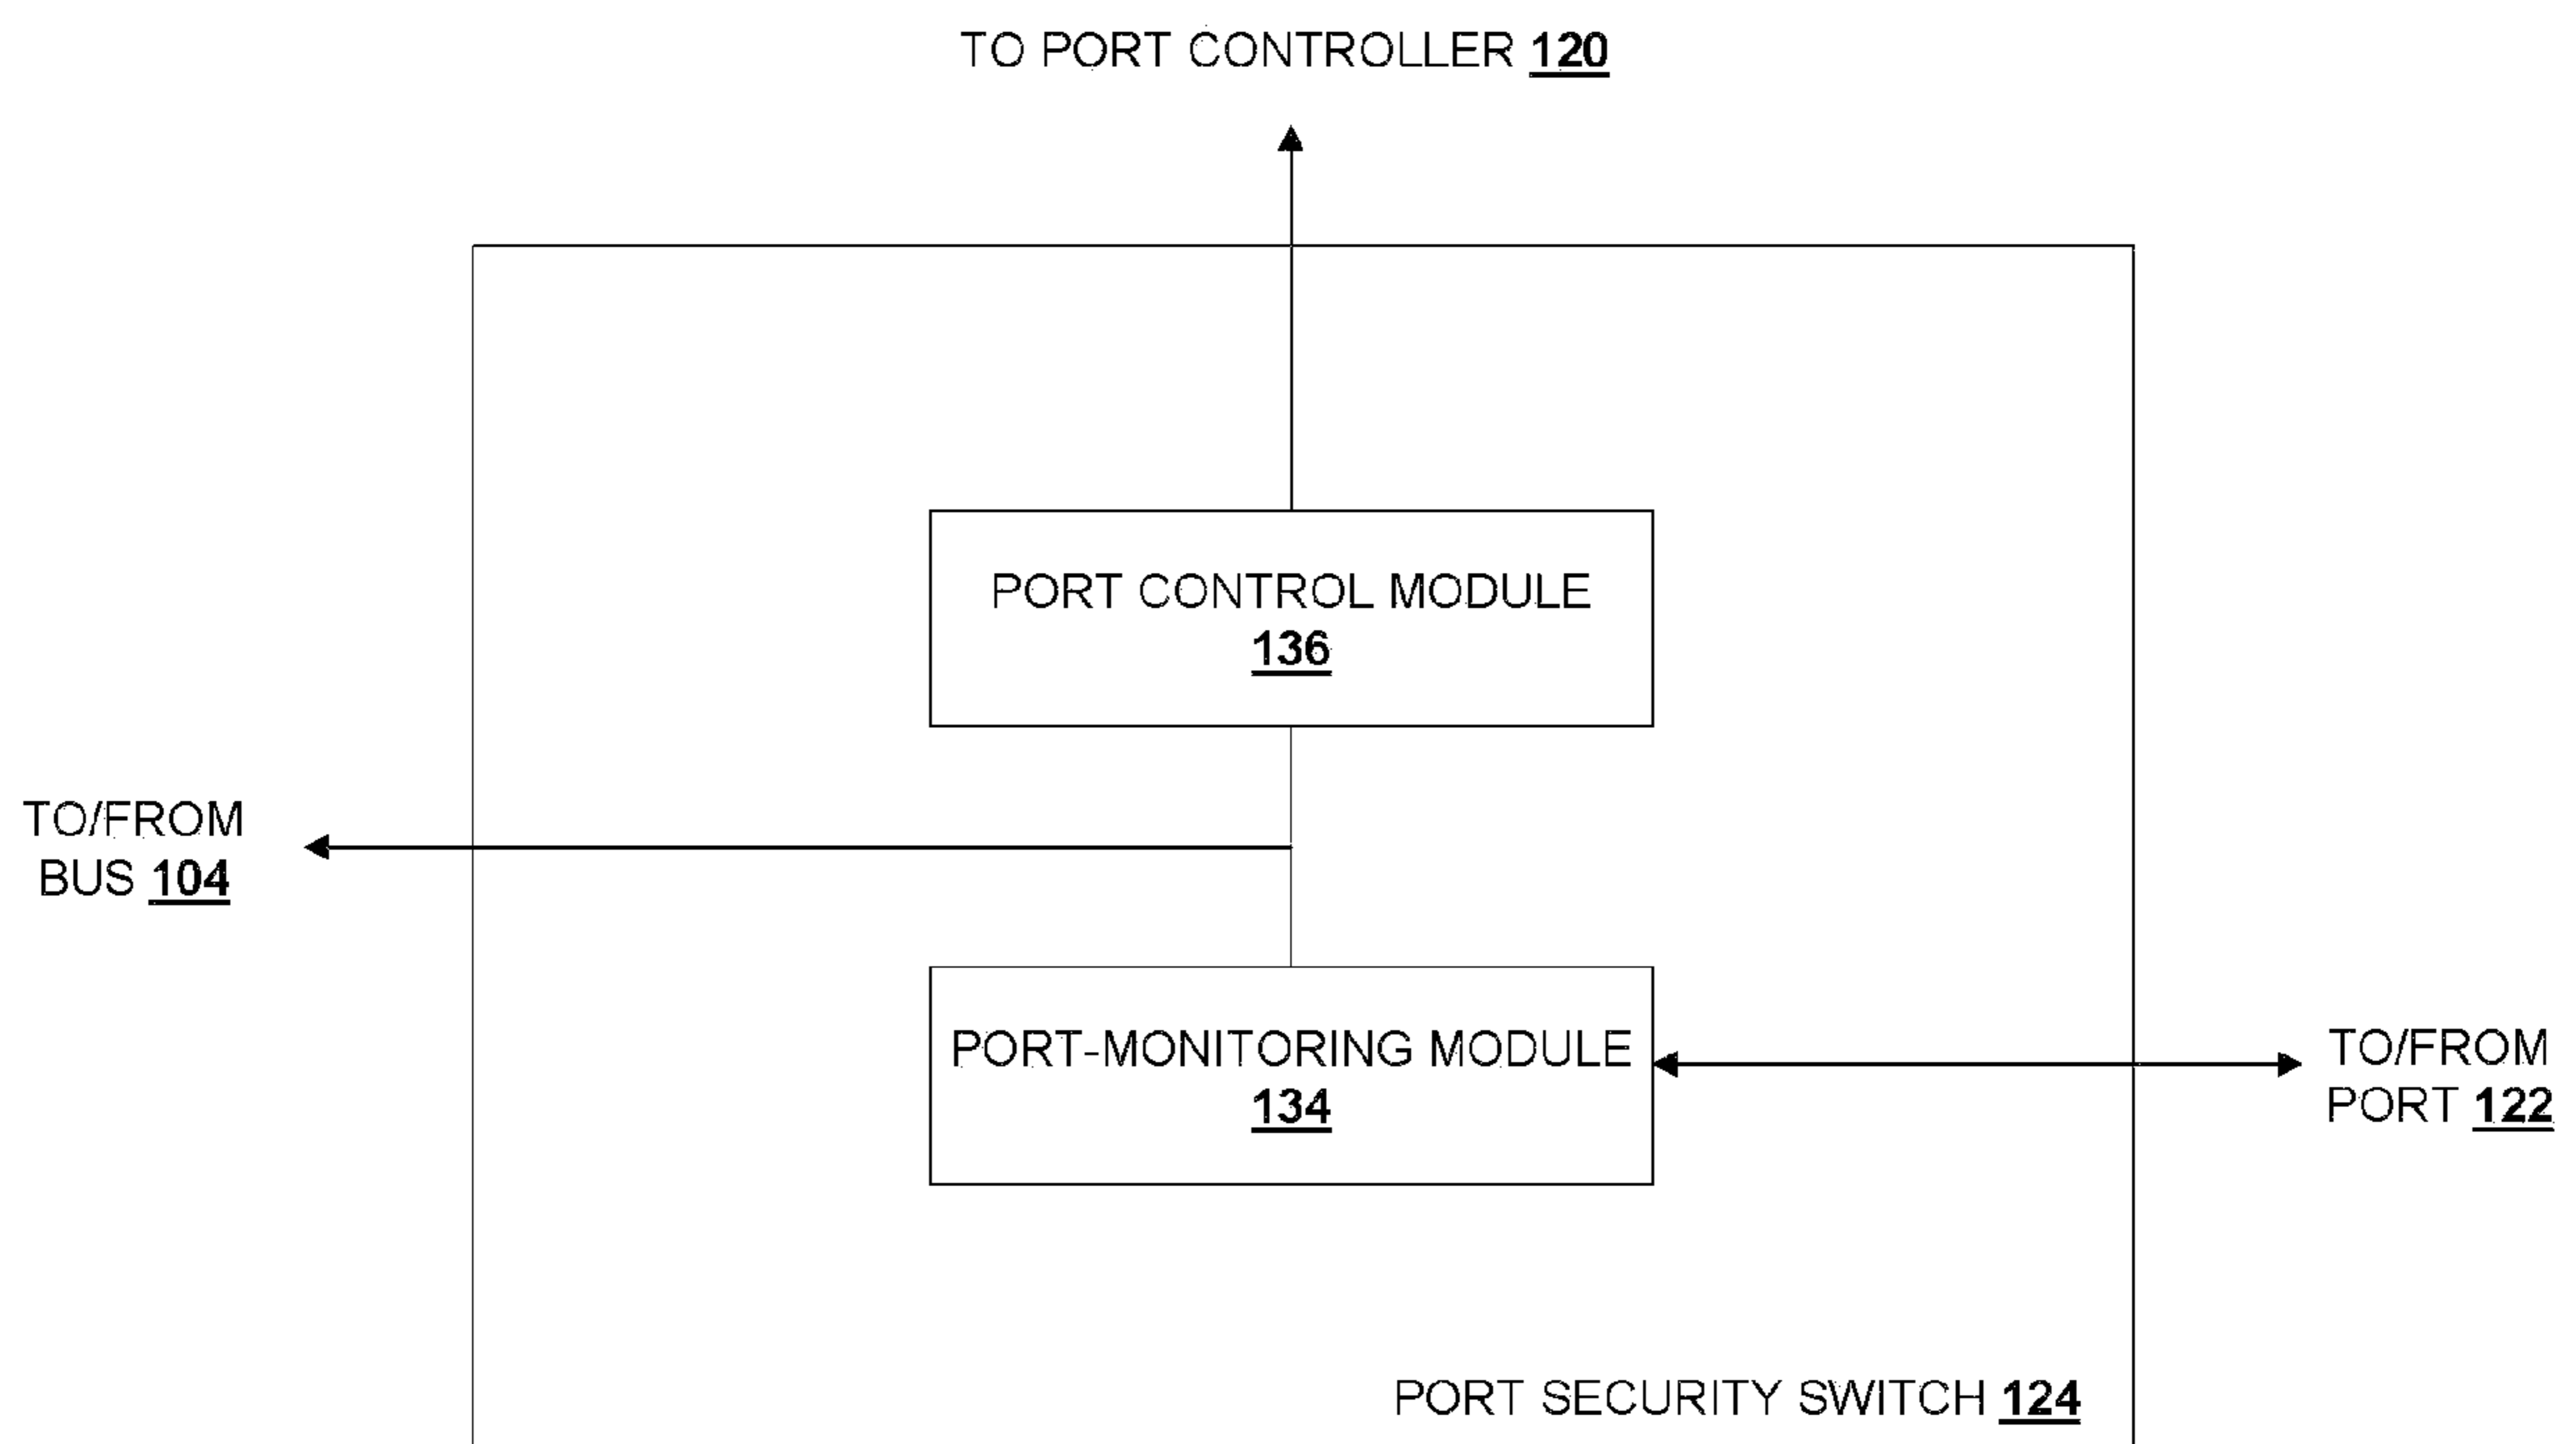 TO PORT CONTROLLER 120
PORT CONTROL MODULE
136
TO/FROM
BUS 104
PORT-MONITORING MODULE
134
TO/FROM
PORT 122
PORT SECURITY SWITCH 124